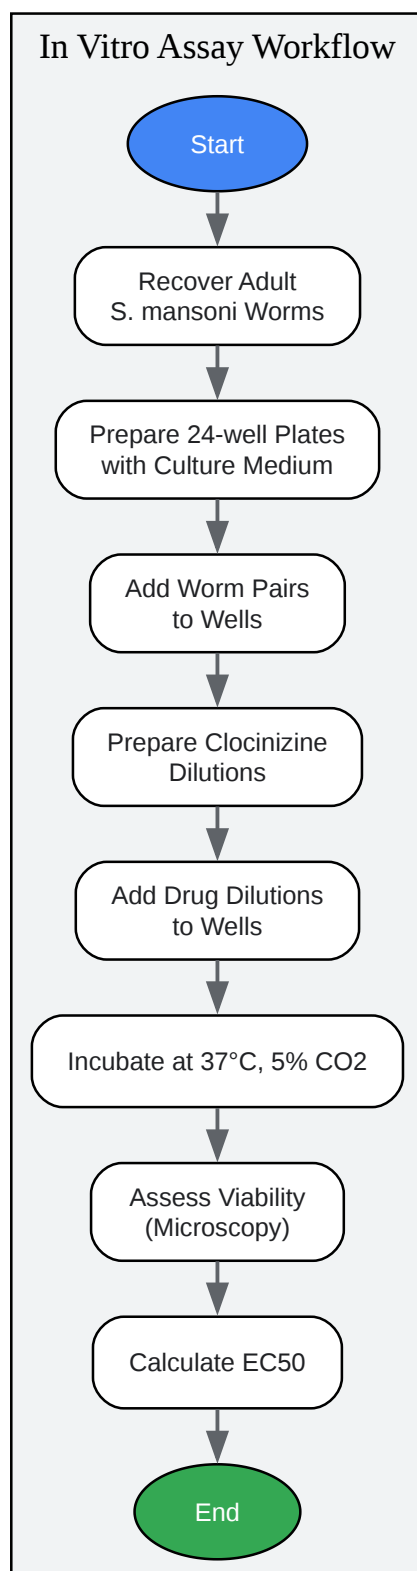 In Vitro Assay Workflow
Start
Recover Adult
S. mansoni Worms
Prepare 24-well Plates
with Culture Medium
Add Worm Pairs
to Wells
Prepare Clocinizine
Dilutions
Add Drug Dilutions
to Wells
Incubate at 37°C, 5% CO2
Assess Viability
(Microscopy)
Calculate EC50
End